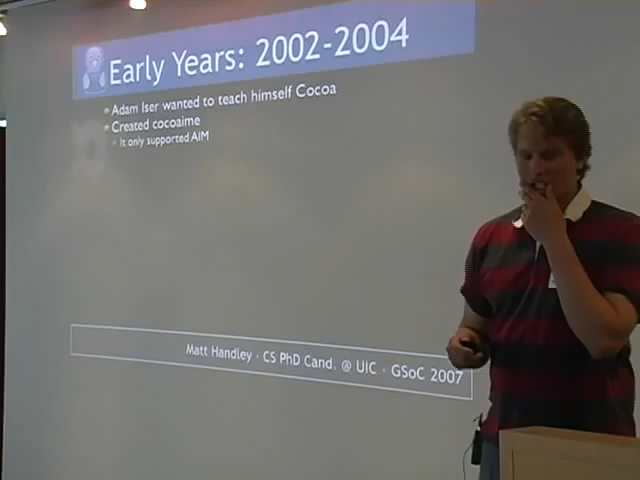 Early Years: 2002-2004
Adam Iser wanted to teach himself Cocoa
Created cocoaime
It only supported AIM
Matt Handley - CS PhD Cand. @ UIC - GSoC 2007